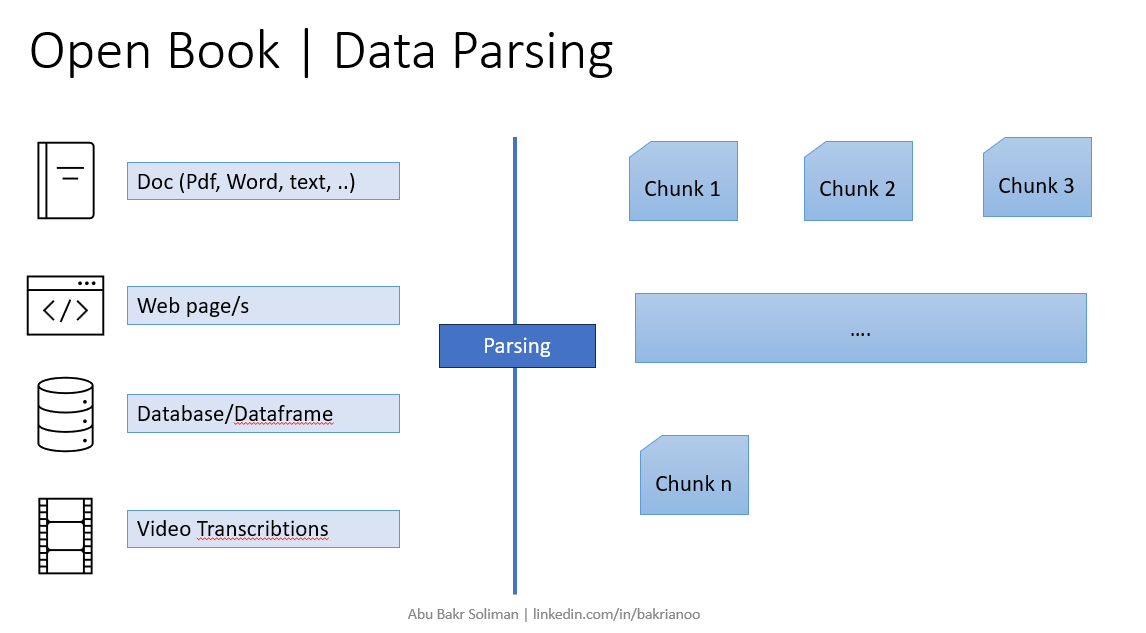 Open Book | Data Parsing
Doc (Pdf, Word, text, ..)
Web page/s
Database/Dataframe
Video Transcribtions
Parsing
Chunk 1
Chunk 2
Chunk 3
....
Chunk n
Abu Bakr Soliman | linkedin.com/in/bakrianoo